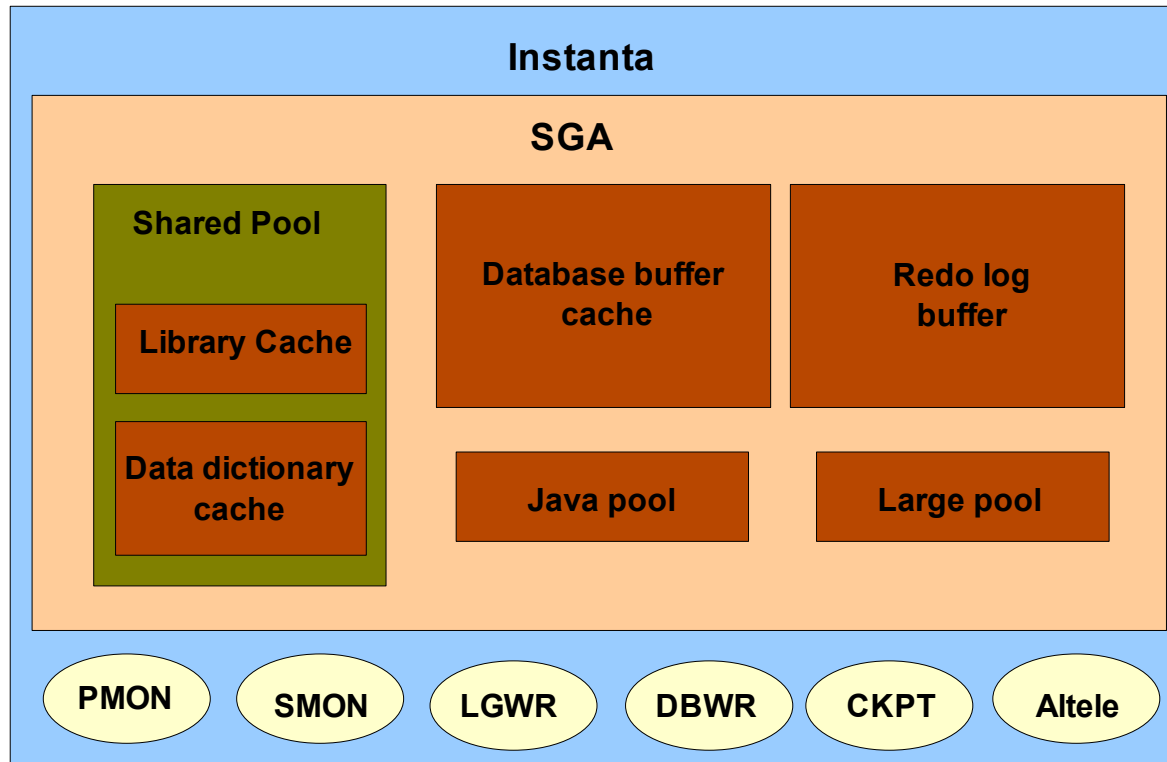 Instanta
SGA
Shared Pool
Library Cache
Data dictionary
cache
Database buffer
cache
Redo log
buffer
Java pool
Large pool
PMON
SMON
LGWR
DBWR
CKPT
Altele